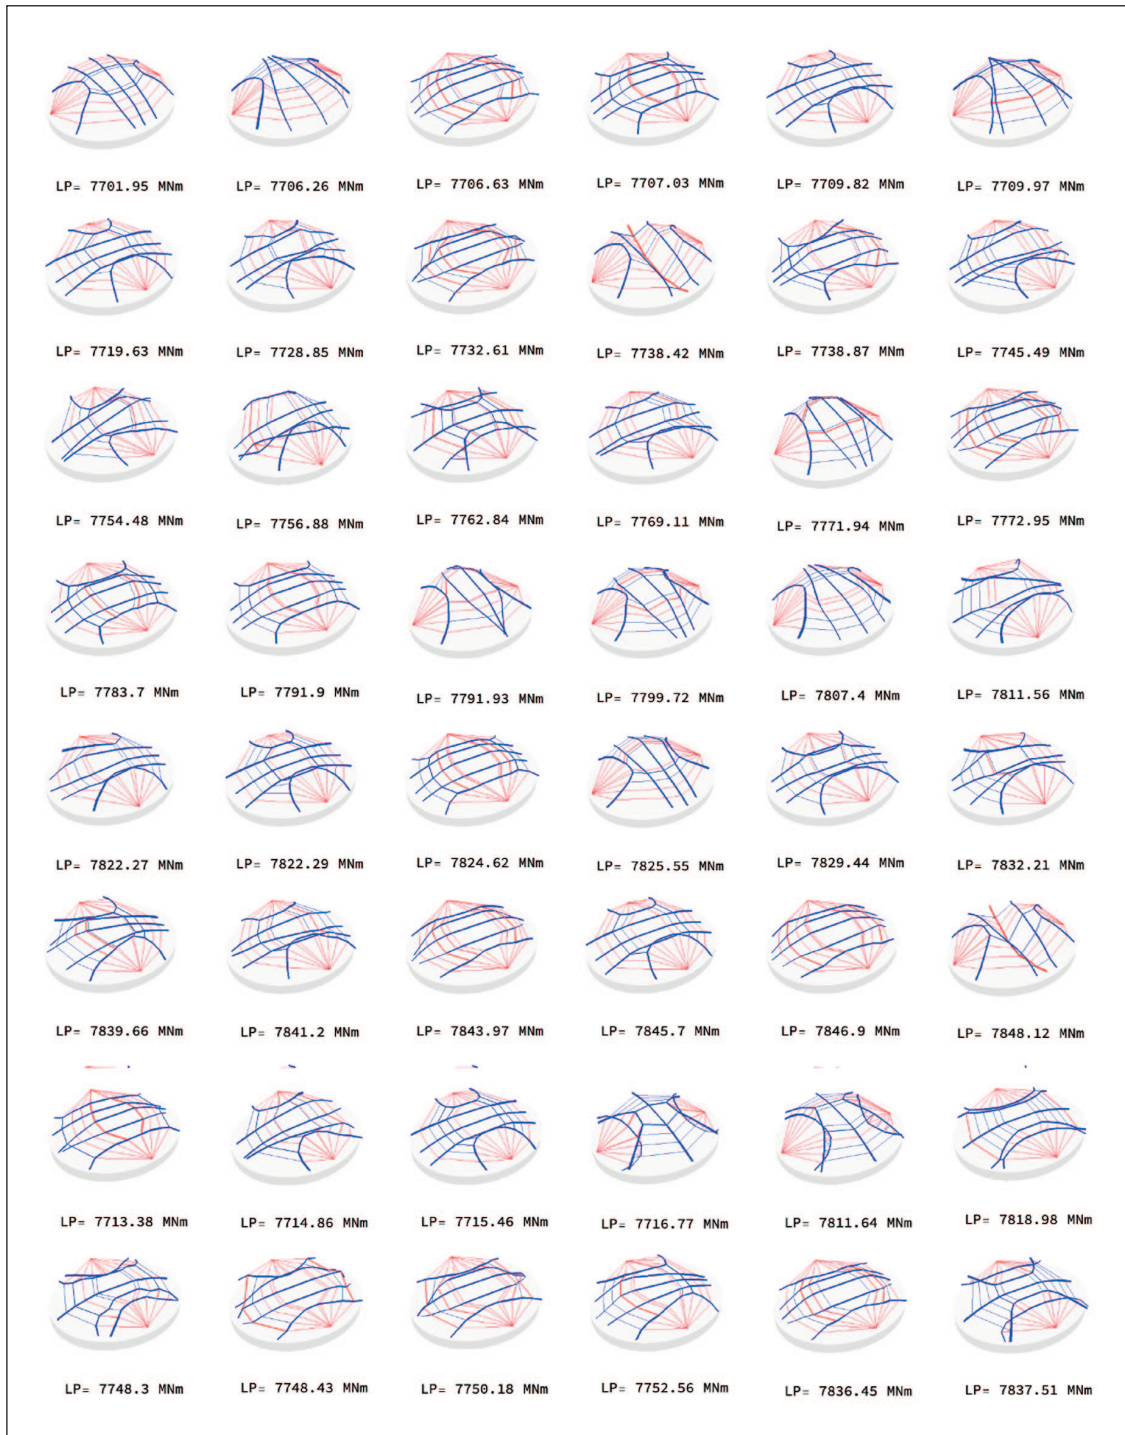 LP= 7701.95 MNm LP= 7706.26 MNm LP= 7706.63 MNm LP= 7707.03 MNm LP= 7709.82 MNm LP= 7709.97 MNm
LP= 7719.63 MNm LP= 7728.85 MNm LP= 7732.61 MNm LP= 7738.42 MNm LP= 7738.87 MNm LP= 7745.49 MNm
LP= 7754.48 MNm LP= 7756.88 MNm LP= 7762.84 MNm LP= 7769.11 MNm LP= 7771.94 MNm LP= 7772.95 MNm
LP= 7783.7 MNm LP= 7791.9 MNm LP= 7791.93 MNm LP= 7799.72 MNm LP= 7807.4 MNm LP= 7811.56 MNm
LP= 7822.27 MNm LP= 7822.29 MNm LP= 7824.62 MNm LP= 7825.55 MNm LP= 7829.44 MNm LP= 7832.21 MNm
LP= 7839.66 MNm LP= 7841.2 MNm LP= 7843.97 MNm LP= 7845.7 MNm LP= 7846.9 MNm LP= 7848.12 MNm
LP= 7713.38 MNm LP= 7714.86 MNm LP= 7715.46 MNm LP= 7716.77 MNm LP= 7811.64 MNm LP= 7818.98 MNm
LP= 7748.3 MNm LP= 7748.43 MNm LP= 7750.18 MNm LP= 7752.56 MNm LP= 7836.45 MNm LP= 7837.51 MNm